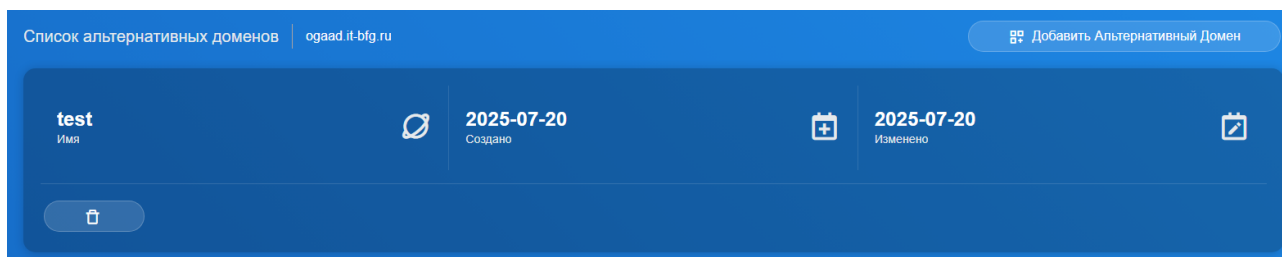 Список альтернативных доменов ogaad.it-bfg.ru Добавить Альтернативный Домен
test 2025-07-20 2025-07-20
Имя Создано Изменено